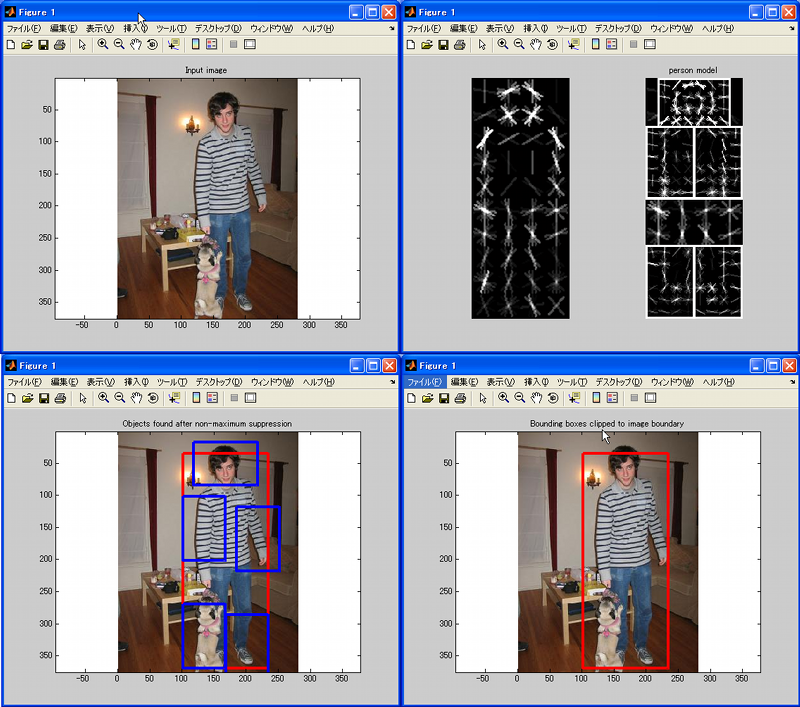 Figure 1
ファイル(F) 編集(E) 表示(V) 挿入(I) ツール(T) デスクトップ(D) ウィンドウ(W) ヘルプ(H)
Input image
50
100
150
200
250
300
350
-50 0 50 100 150 200 250 300 350
Figure 1
ファイル(F) 編集(E) 表示(V) 挿入(I) ツール(T) デスクトップ(D) ウィンドウ(W) ヘルプ(H)
person model
Figure 1
ファイル(F) 編集(E) 表示(V) 挿入(I) ツール(T) デスクトップ(D) ウィンドウ(W) ヘルプ(H)
Objects found after non-maximum suppression
50
100
150
200
250
300
350
-50 0 50 100 150 200 250 300 350
Figure 1
ファイル(F) 編集(E) 表示(V) 挿入(I) ツール(T) デスクトップ(D) ウィンドウ(W) ヘルプ(H)
Bounding boxes clipped to image boundary
50
100
150
200
250
300
350
-50 0 50 100 150 200 250 300 350